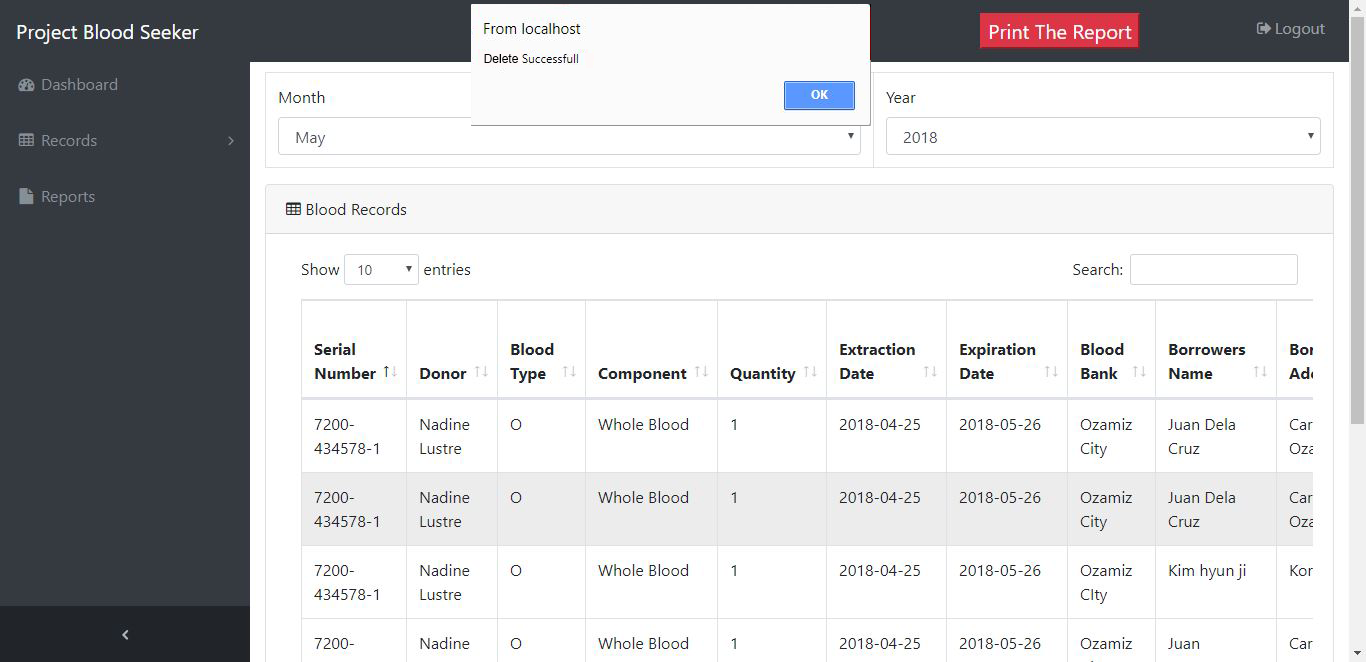 Project Blood Seeker
From localhost
Delete Successfull
OK
Print The Report
Logout
Dashboard
Records
Reports
Month
May
Year
2018
Blood Records
Show 10 entries
Search:
Serial Number
Donor
Blood Type
Component
Quantity
Extraction Date
Expiration Date
Blood Bank
Borrowers Name
7200-434578-1 Nadine Lustre O Whole Blood 1 2018-04-25 2018-05-26 Ozamiz City Juan Dela Cruz
7200-434578-1 Nadine Lustre O Whole Blood 1 2018-04-25 2018-05-26 Ozamiz City Juan Dela Cruz
7200-434578-1 Nadine Lustre O Whole Blood 1 2018-04-25 2018-05-26 Ozamiz CIty Kim hyun ji
7200- Nadine O Whole Blood 1 2018-04-25 2018-05-26 Ozamiz Juan